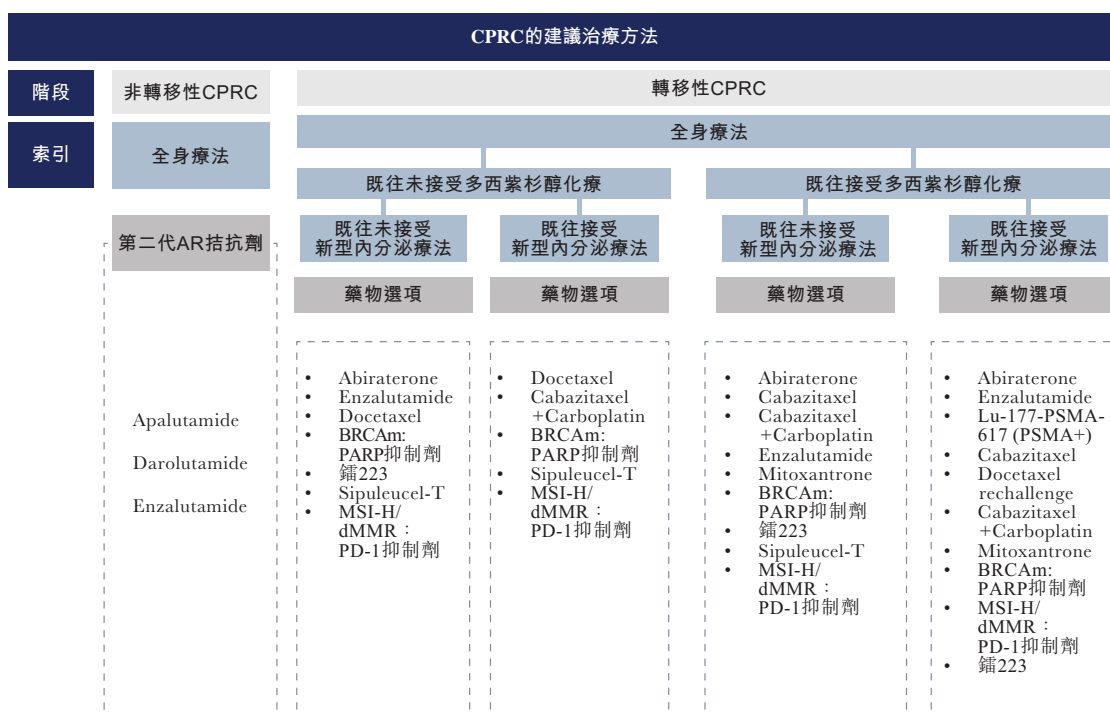 CPRC的建議治療方法
階段
非轉移性CPRC
轉移性CPRC
索引
全身療法
全身療法
既往未接受多西紫杉醇化療
既往接受多西紫杉醇化療
第二代AR拮抗劑
既往未接受
新型內分泌療法
既往接受
新型內分泌療法
既往未接受
新型內分泌療法
既往接受
新型內分泌療法
藥物選項
藥物選項
藥物選項
藥物選項
Apalutamide
Darolutamide
Enzalutamide
• Abiraterone
• Enzalutamide
• Docetaxel
• BRCAm:
PARP抑制劑
• 鐳223
• Sipuleucel-T
• MSI-H/
dMMR：
PD-1抑制劑
• Docetaxel
• Cabazitaxel
+Carboplatin
• BRCAm:
PARP抑制劑
• Sipuleucel-T
• MSI-H/
dMMR：
PD-1抑制劑
• Abiraterone
• Cabazitaxel
• Cabazitaxel
+Carboplatin
• Enzalutamide
• Mitoxantrone
• BRCAm:
PARP抑制劑
• 鐳223
• Sipuleucel-T
• MSI-H/
dMMR：
PD-1抑制劑
• Abiraterone
• Enzalutamide
• Lu-177-PSMA-
617 (PSMA+)
• Cabazitaxel
• Docetaxel
rechallenge
• Cabazitaxel
+Carboplatin
• Mitoxantrone
• BRCAm:
PARP抑制劑
• MSI-H/
dMMR：
PD-1抑制劑
• 鐳223